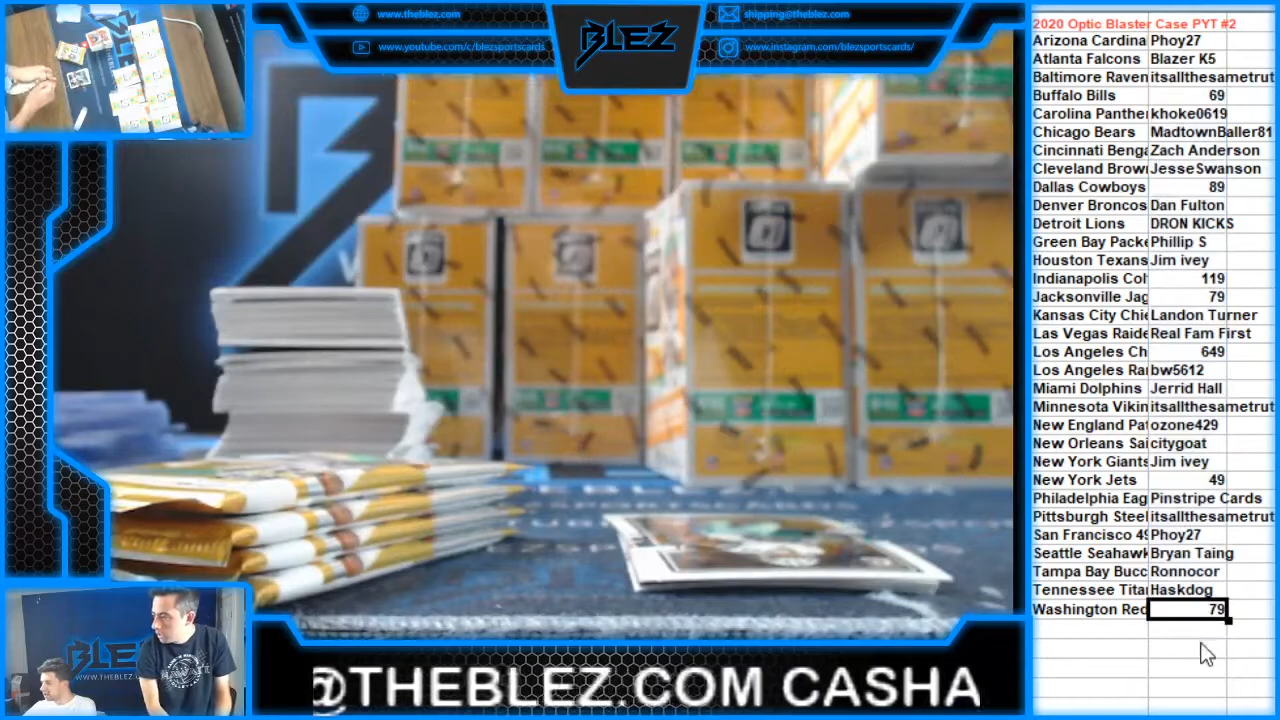 www.theblez.com
www.youtube.com/c/blezsportscards
BLEZ
shipping@theblez.com
www.instagram.com/blezsportscards/
2020 Optic Blaster Case PYT #2
Arizona Cardina Phoy27
Atlanta Falcons Blazer K5
Baltimore Raven itsallthesametrut
Buffalo Bills 69
Carolina Panther khoke0619
Chicago Bears MadtownBaller81
Cincinnati Benga Zach Anderson
Cleveland Brown JesseSwanson
Dallas Cowboys 89
Denver Broncos Dan Fulton
Detroit Lions DRON KICKS
Green Bay Packe Phillip S
Houston Texans Jim ivey
Indianapolis Col 119
Jacksonville Jag 79
Kansas City Chie Landon Turner
Las Vegas Raide Real Fam First
Los Angeles Ch 649
Los Angeles Ra bw5612
Miami Dolphins Jerrid Hall
Minnesota Vikin itsallthesametrut
New England Pat ozone429
New Orleans Sai citygoat
New York Giants Jim ivey
New York Jets 49
Philadelphia Eag Pinstripe Cards
Pittsburgh Steel itsallthesametrut
San Francisco 49 Phoy27
Seattle Seahawk Bryan Taing
Tampa Bay Bucc Ronnocor
Tennessee Tita Haskdog
Washington Red 79
@THEBLEZ.COM CASHA